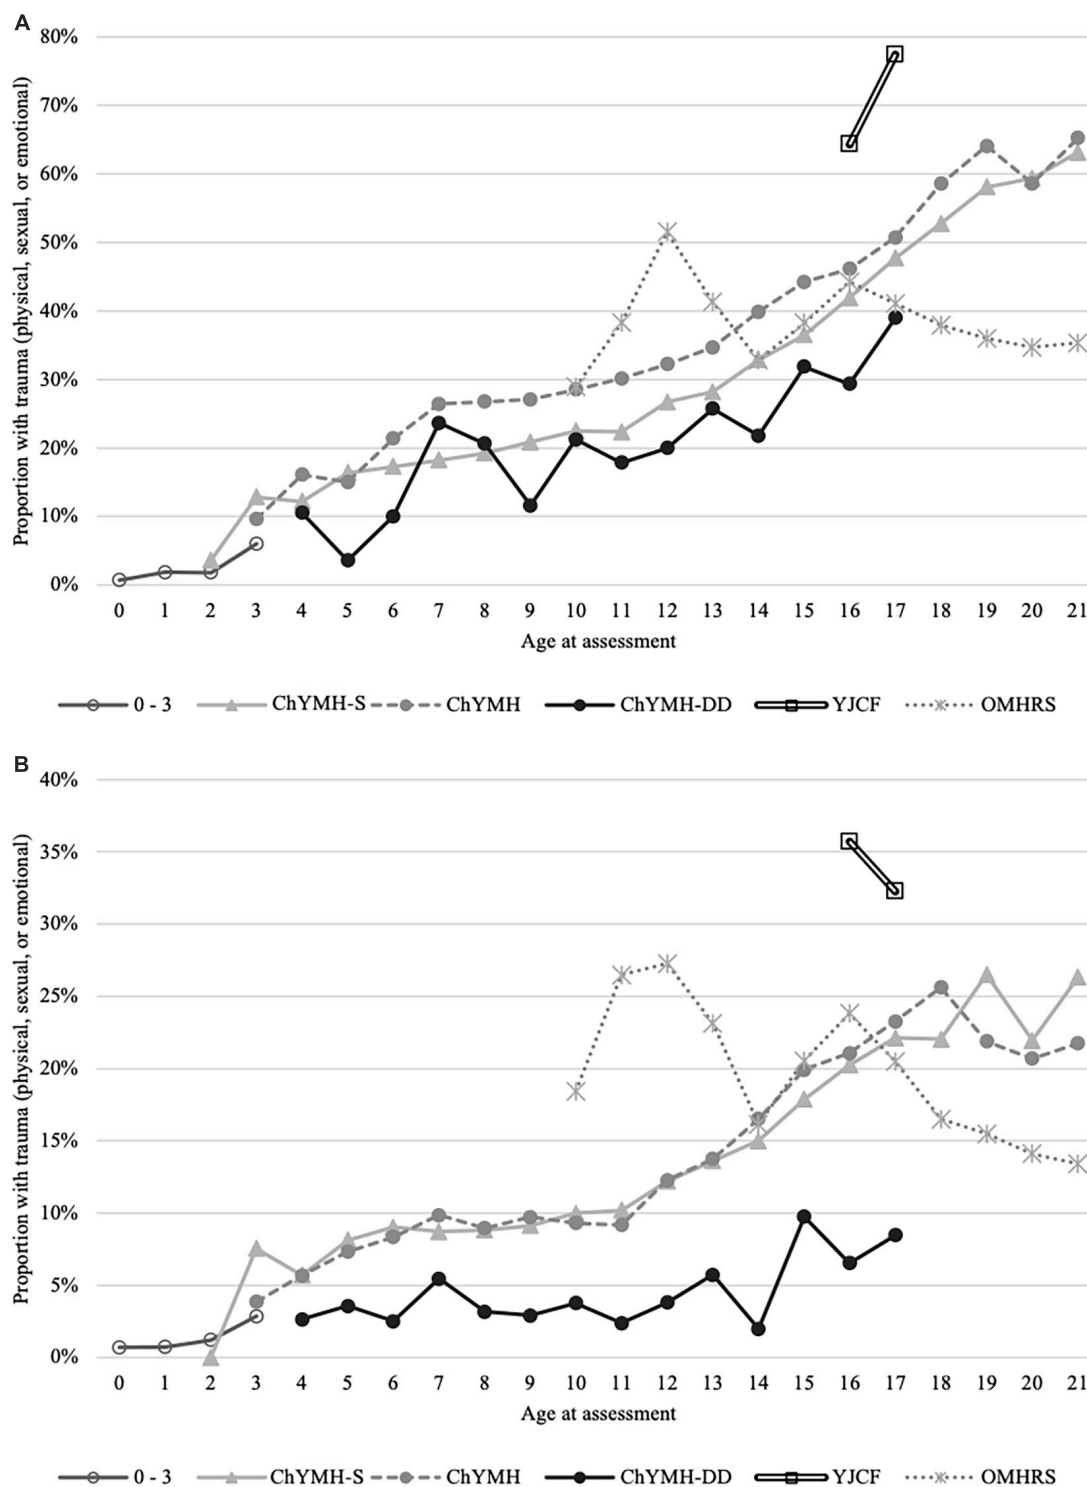 A
80%
70%
60%
50%
40%
30%
20%
10%
0%
Proportion with trauma (physical, sexual, or emotional)
0 1 2 3 4 5 6 7 8 9 10 11 12 13 14 15 16 17 18 19 20 21
Age at assessment
0 - 3 ChYMH-S ChYMH ChYMH-DD YJCF OMHRS
B
40%
35%
30%
25%
20%
15%
10%
5%
0%
Proportion with trauma (physical, sexual, or emotional)
0 1 2 3 4 5 6 7 8 9 10 11 12 13 14 15 16 17 18 19 20 21
Age at assessment
0 - 3 ChYMH-S ChYMH ChYMH-DD YJCF OMHRS